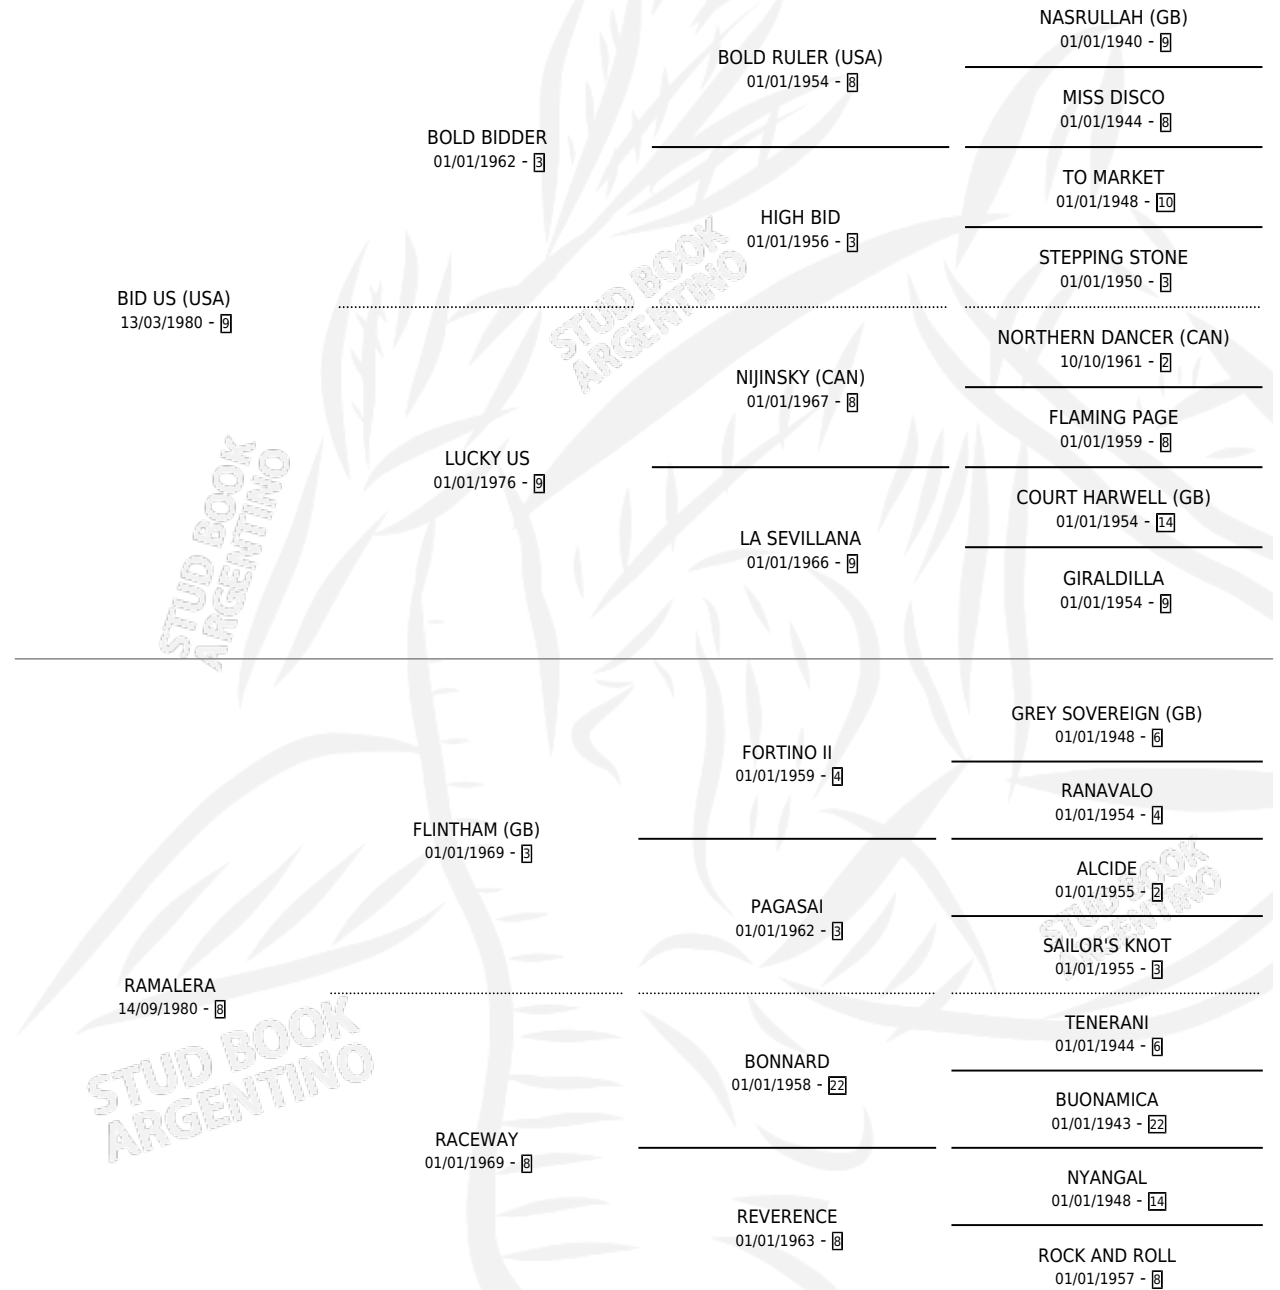 NASRULLAH (GB)
01/01/1940 - 9
BOLD RULER (USA)
01/01/1954 - 8
MISS DISCO
01/01/1944 - 8
BOLD BIDDER
01/01/1962 - 3
TO MARKET
01/01/1948 - 10
HIGH BID
01/01/1956 - 3
STEPPING STONE
01/01/1950 - 3
BID US (USA)
13/03/1980 - 9
STUD BOOK
ARGENTINO
NORTHERN DANCER (CAN)
10/10/1961 - 2
NIJINSKY (CAN)
01/01/1967 - 8
FLAMING PAGE
01/01/1959 - 8
LUCKY US
01/01/1976 - 9
COURT HARWELL (GB)
01/01/1954 - 14
LA SEVILLANA
01/01/1966 - 9
GIRALDILLA
01/01/1954 - 9
STUD BOOK
ARGENTINO
GREY SOVEREIGN (GB)
01/01/1948 - 6
FORTINO II
01/01/1959 - 4
RANAVALO
01/01/1954 - 4
FLINTHAM (GB)
01/01/1969 - 3
ALCIDE
01/01/1955 - 2
PAGASAI
01/01/1962 - 3
SAILOR'S KNOT
01/01/1955 - 3
STUD BOOK
ARGENTINO
RAMALERA
14/09/1980 - 8
TENERANI
01/01/1944 - 6
BONNARD
01/01/1958 - 22
BUONAMICA
01/01/1943 - 22
RACEWAY
01/01/1969 - 8
NYANGAL
01/01/1948 - 14
REVERENCE
01/01/1963 - 8
ROCK AND ROLL
01/01/1957 - 8
STUD BOOK
ARGENTINO